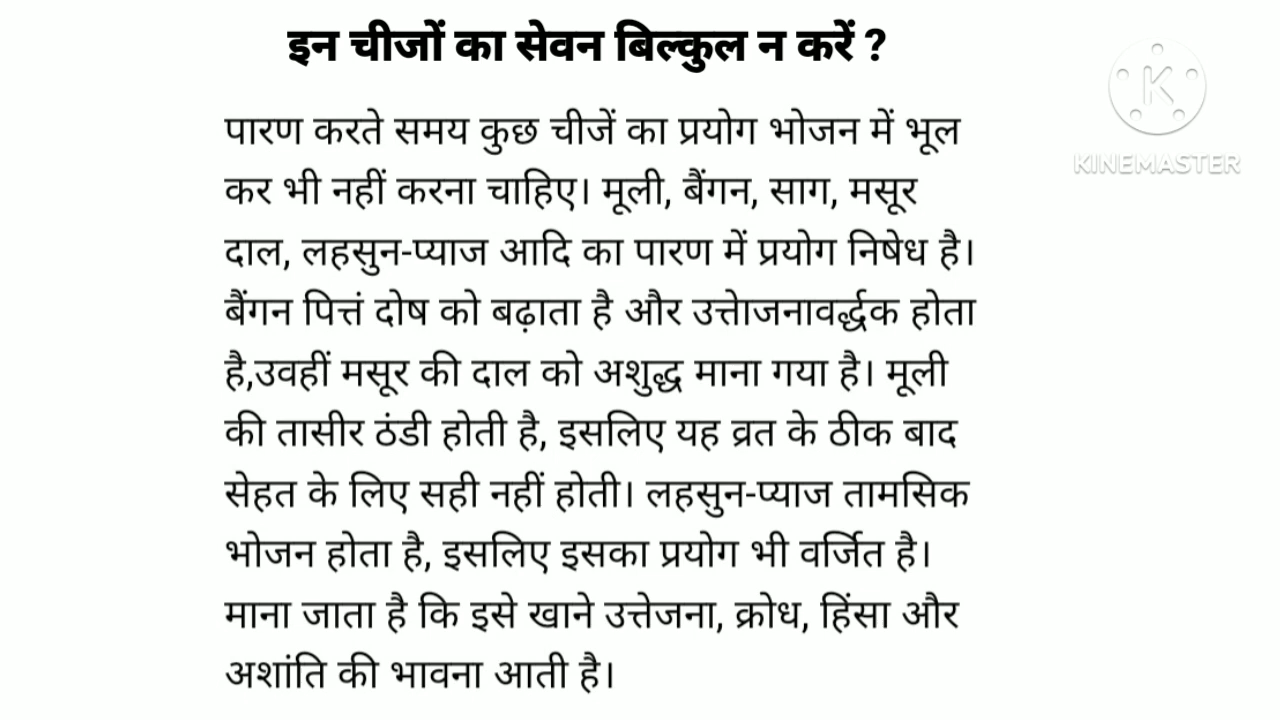 इन चीजों का सेवन बिल्कुल न करें ?
पारण करते समय कुछ चीजें का प्रयोग भोजन में भूल
कर भी नहीं करना चाहिए। मूली, बैंगन, साग, मसूर
दाल, लहसुन-प्याज आदि का पारण में प्रयोग निषेध है।
बैंगन पित्तं दोष को बढ़ाता है और उत्तेाजनावर्द्धक होता
है,उवहीं मसूर की दाल को अशुद्ध माना गया है। मूली
की तासीर ठंडी होती है, इसलिए यह व्रत के ठीक बाद
सेहत के लिए सही नहीं होती। लहसुन-प्याज तामसिक
भोजन होता है, इसलिए इसका प्रयोग भी वर्जित है।
माना जाता है कि इसे खाने उत्तेजना, क्रोध, हिंसा और
अशांति की भावना आती है।
K
KINEMASTER